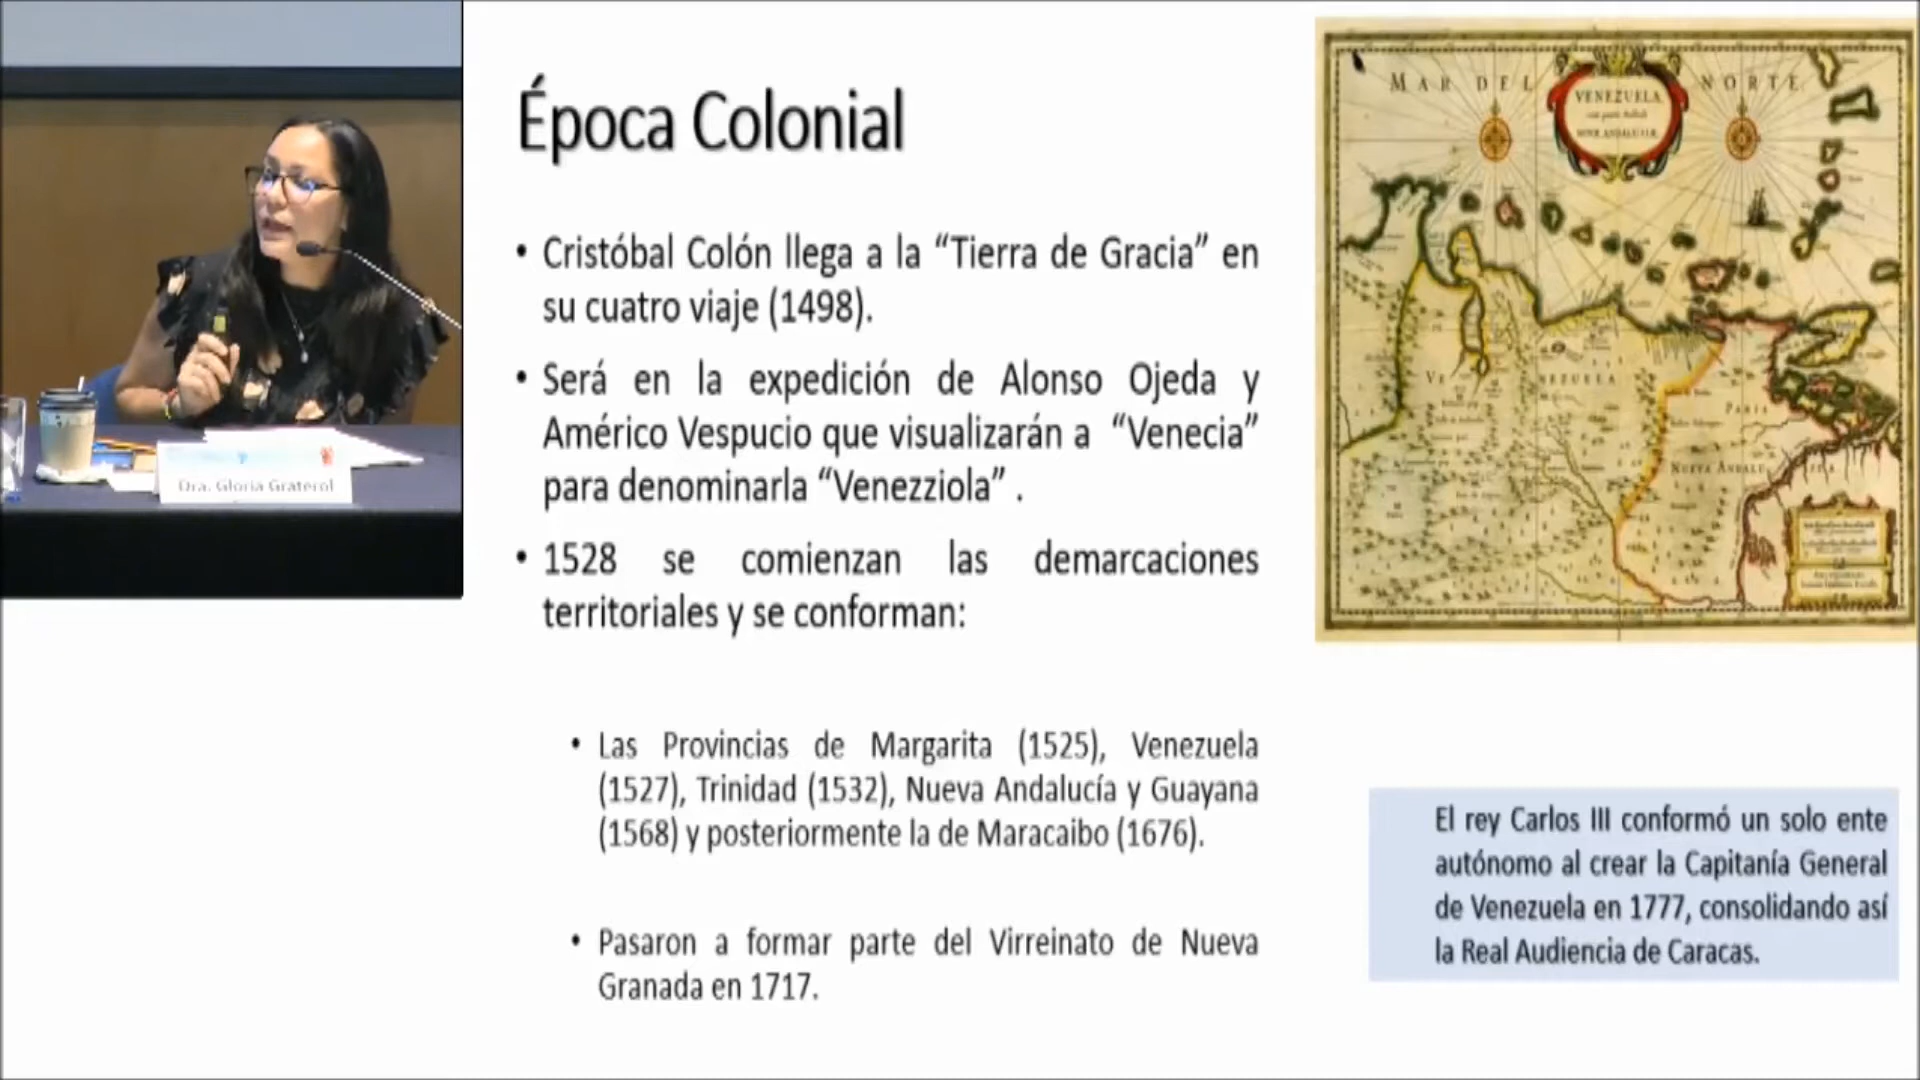 Época Colonial
• Cristóbal Colón llega a la “Tierra de Gracia” en
su cuatro viaje (1498).
• Será en la expedición de Alonso Ojeda y
Américo Vespucio que visualizarán a “Venecia”
para denominarla “Venezziola” .
• 1528 se comienzan las demarcaciones
territoriales y se conforman:
• Las Provincias de Margarita (1525), Venezuela
(1527), Trinidad (1532), Nueva Andalucía y Guayana
(1568) y posteriormente la de Maracaibo (1676).
• Pasaron a formar parte del Virreinato de Nueva
Granada en 1717.
MAR DEL NORTE
VENEZUELA
VENEZUELA
PARIA
NUEVA ANDALU
El rey Carlos III conformó un solo ente
autónomo al crear la Capitanía General
de Venezuela en 1777, consolidando así
la Real Audiencia de Caracas.
Dra. Gloria Graterol